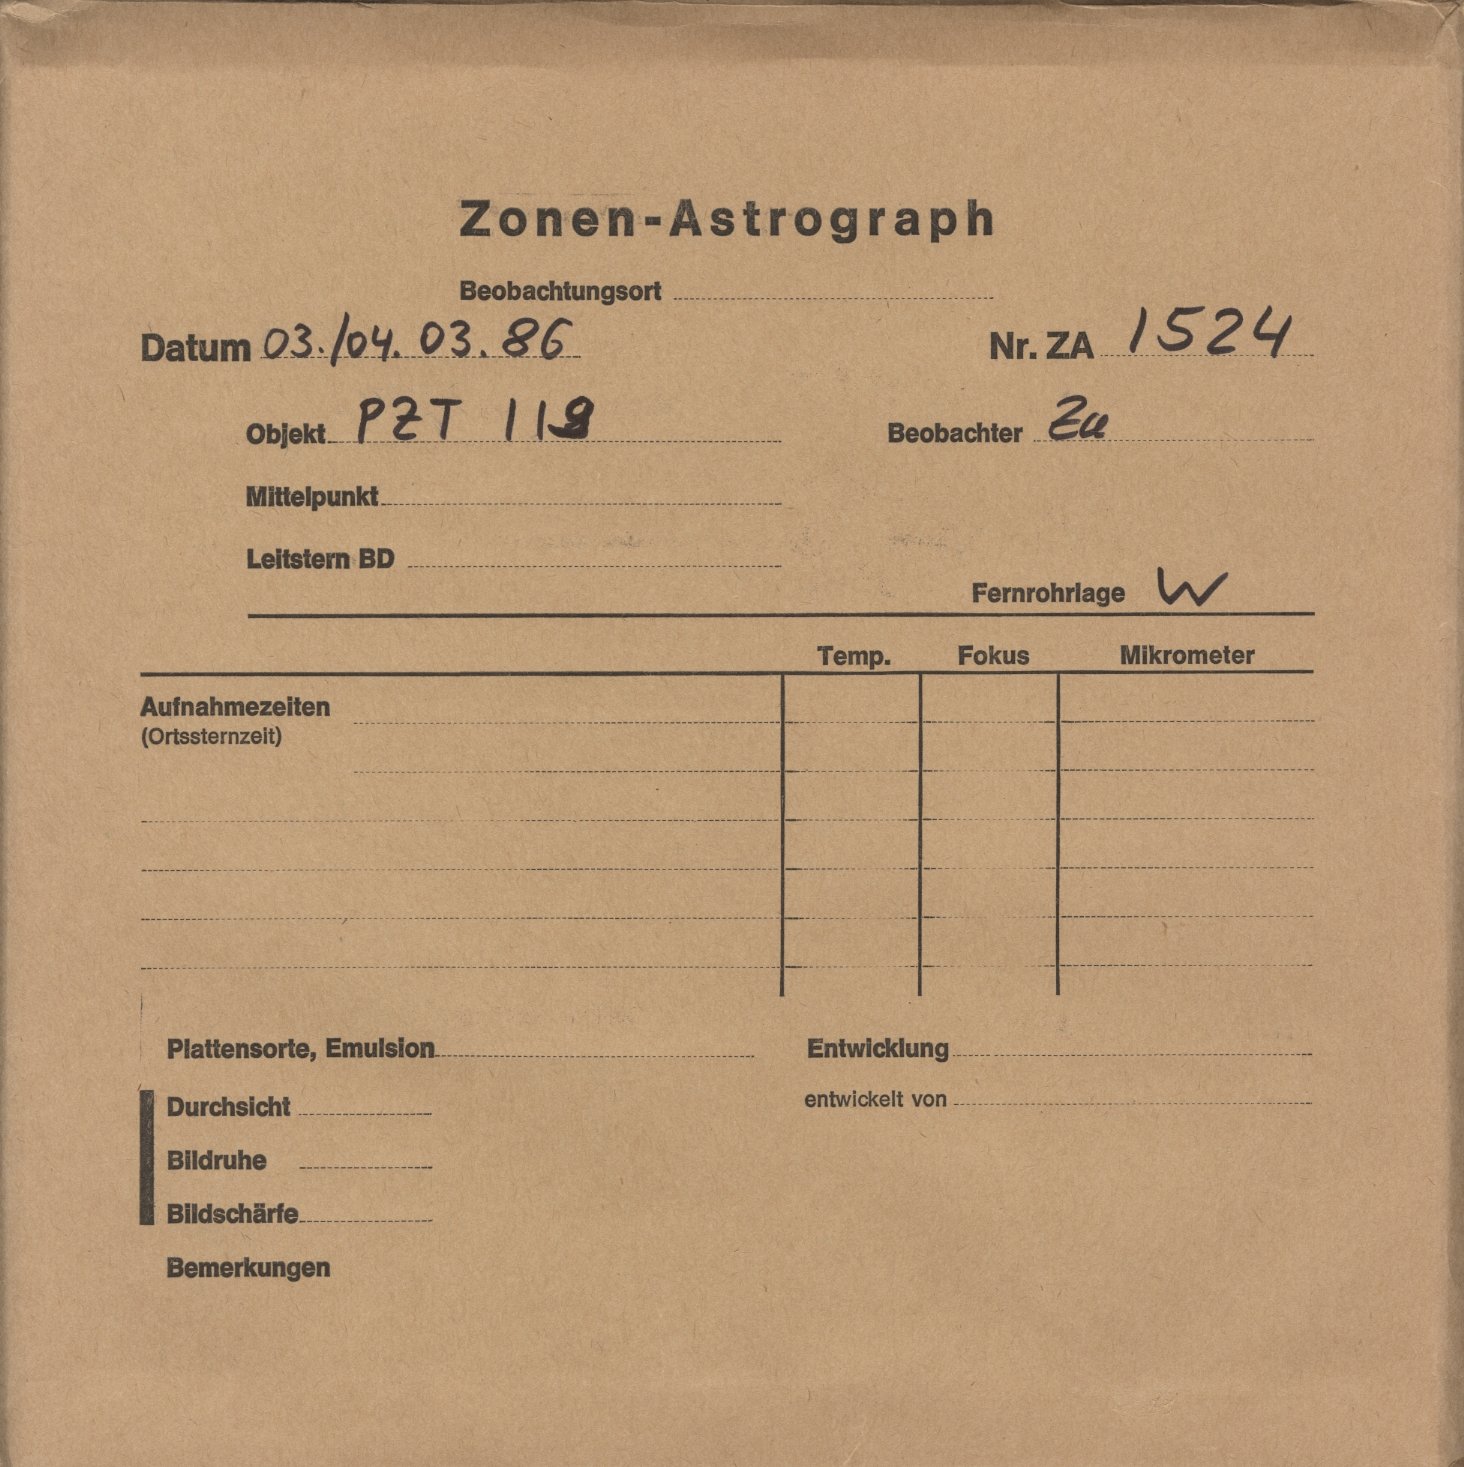 Zonen-Astrograph
Beobachtungsort
Datum 03./04. 03. 86 Nr. ZA 1524
Objekt PZT Beobachter Zu
Mittelpunkt
Leitstern BD
Fernrohrlage W
Temp. Fokus Mikrometer
Aufnahmezeiten
(Ortssternzeit)
Plattensorte, Emulsion Entwicklung
Durchsicht entwickelt von
Bildruhe
Bildschärfe
Bemerkungen